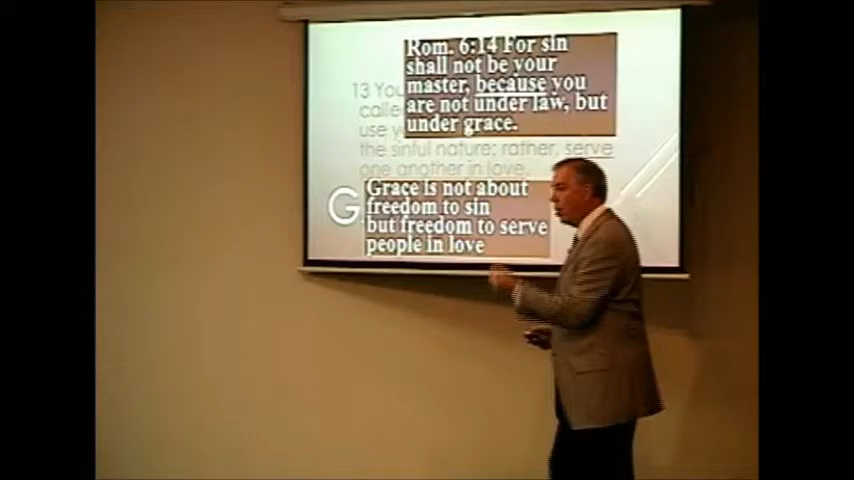 Rom. 6:14 For sin
shall not be your
master, because you
are not under law, but
under grace.
13 You
calle
use y
the sinful nature; rather, serve
one another in love.
Grace is not about
freedom to sin
but freedom to serve
people in love
G